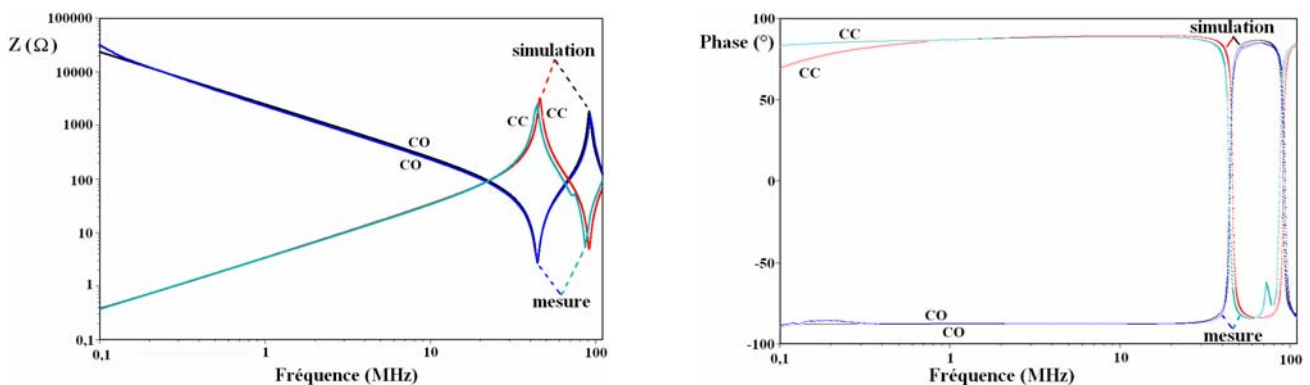 100000
Z (Ω)
10000
1000
100
10
1
0,1
simulation
CC
CC
CO
CO
mesure
0,1
1
10
100
Fréquence (MHz)
100
Phase (°)
50
0
-50
-100
simulation
CC
CC
CO
CO
mesure
0,1
1
10
100
Fréquence (MHz)